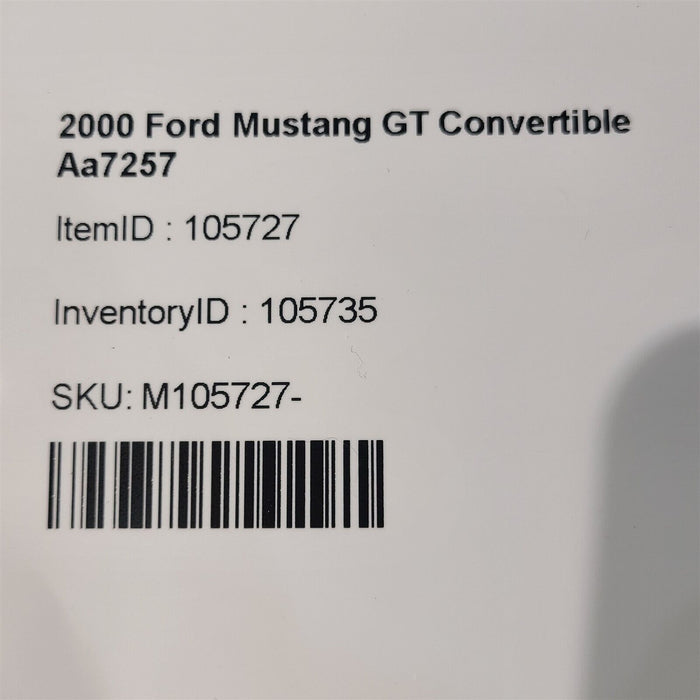 2000 Ford Mustang GT Convertible
Aa7257
ItemID : 105727
InventoryID : 105735
SKU: M105727-